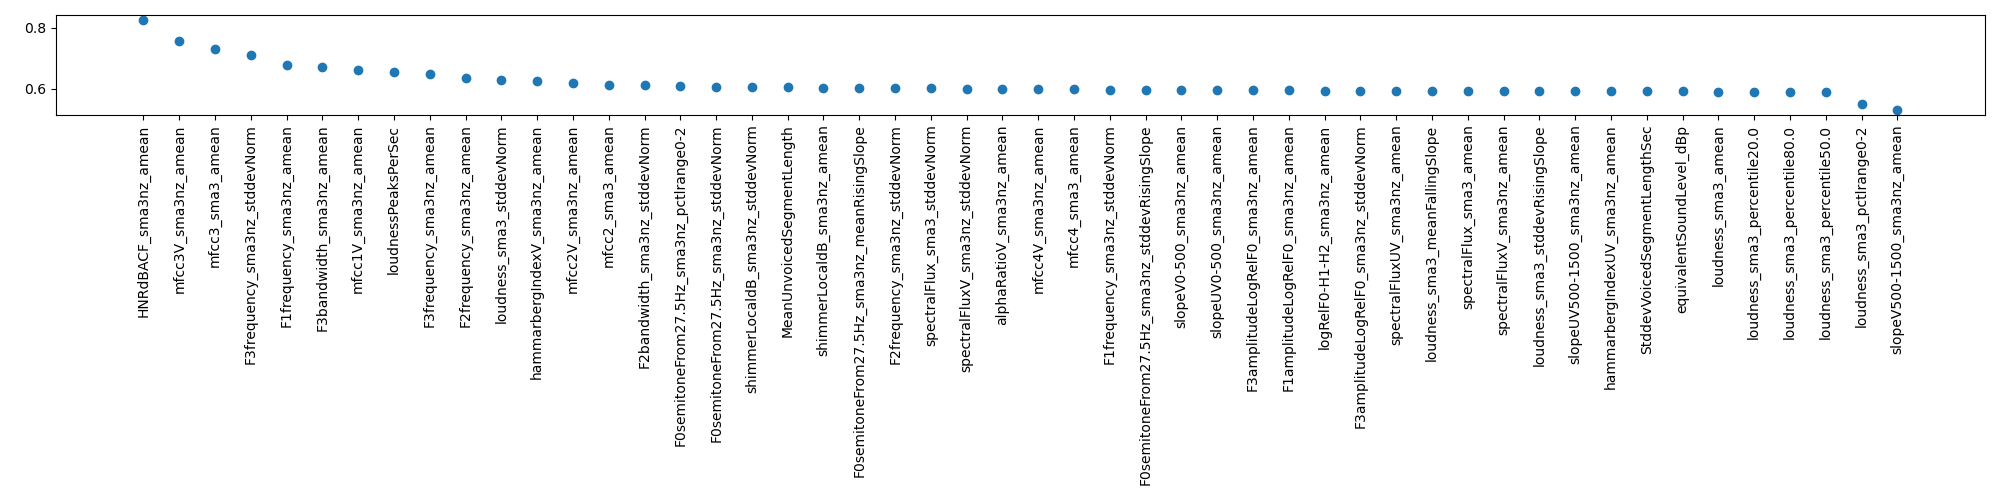 0.8
0.6
HNRdBACF_sma3nz_amean
mfcc3V_sma3nz_amean
mfcc3_sma3_amean
F3frequency_sma3nz_stddevNorm
F1frequency_sma3nz_amean
F3bandwidth_sma3nz_amean
mfcc1V_sma3nz_amean
loudnessPeaksPerSec
F3frequency_sma3nz_amean
F2frequency_sma3nz_amean
loudness_sma3_stddevNorm
hammarbergIndexV_sma3nz_amean
mfcc2V_sma3nz_amean
mfcc2_sma3_amean
F2bandwidth_sma3nz_stddevNorm
F0semitoneFrom27.5Hz_sma3nz_pctlrange0-2
F0semitoneFrom27.5Hz_sma3nz_stddevNorm
shimmerLocaldB_sma3nz_stddevNorm
MeanUnvoicedSegmentLength
shimmerLocaldB_sma3nz_amean
F0semitoneFrom27.5Hz_sma3nz_meanRisingSlope
F2frequency_sma3nz_stddevNorm
spectralFlux_sma3_stddevNorm
spectralFluxV_sma3nz_stddevNorm
alphaRatioV_sma3nz_amean
mfcc4V_sma3nz_amean
mfcc4_sma3_amean
F1frequency_sma3nz_stddevNorm
F0semitoneFrom27.5Hz_sma3nz_stddevRisingSlope
slopeV0-500_sma3nz_amean
slopeUV0-500_sma3nz_amean
F3amplitudeLogRelF0_sma3nz_amean
F1amplitudeLogRelF0_sma3nz_amean
logRelF0-H1-H2_sma3nz_amean
F3amplitudeLogRelF0_sma3nz_stddevNorm
spectralFluxUV_sma3nz_amean
loudness_sma3_meanFallingSlope
spectralFlux_sma3_amean
spectralFluxV_sma3nz_amean
loudness_sma3_stddevRisingSlope
slopeUV500-1500_sma3nz_amean
hammarbergIndexUV_sma3nz_amean
StddevVoicedSegmentLengthSec
equivalentSoundLevel_dBp
loudness_sma3_amean
loudness_sma3_percentile20.0
loudness_sma3_percentile80.0
loudness_sma3_percentile50.0
loudness_sma3_pctlrange0-2
slopeV500-1500_sma3nz_amean